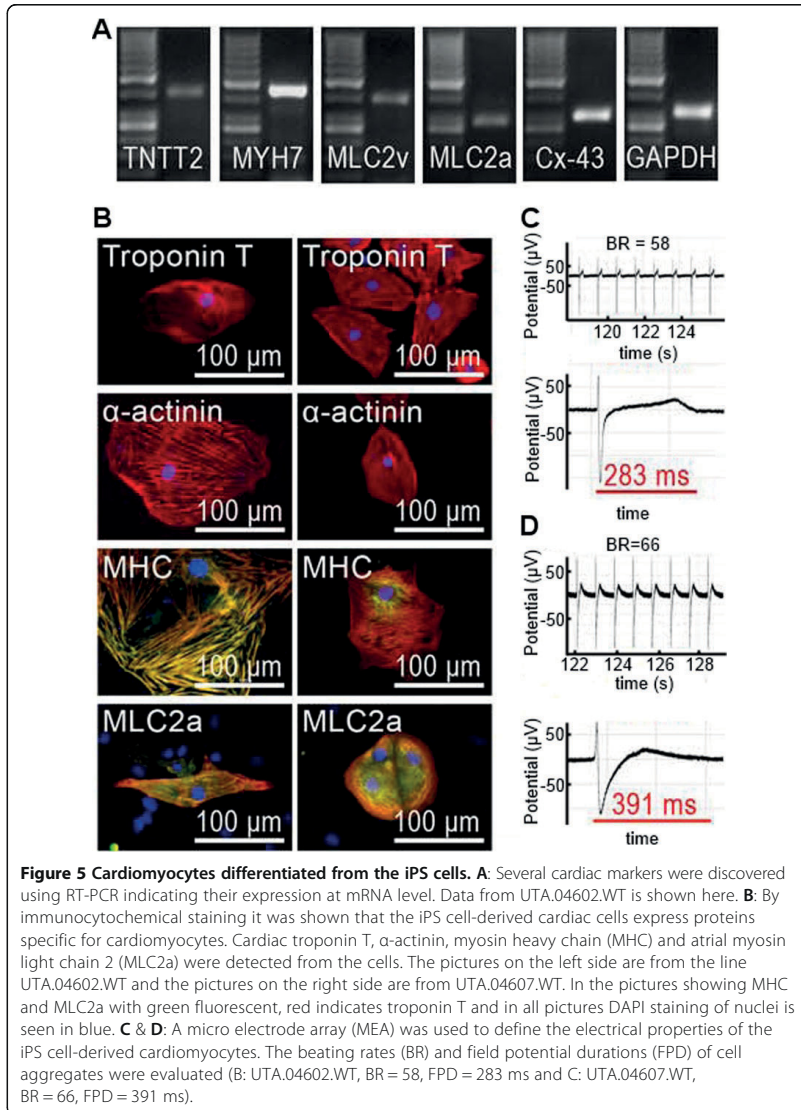 A
TNTT2 MYH7 MLC2v MLC2a Cx-43 GAPDH
B
Troponin T
100 µm
Troponin T
100 µm
α-actinin
100 µm
α-actinin
100 µm
MHC
100 µm
MHC
100 µm
MLC2a
100 µm
MLC2a
100 µm
C
BR = 58
Potential (µV)
50
-50
120 122 124
time (s)
Potential (µV)
50
-50
283 ms
time
D
BR=66
Potential (µV)
50
-50
122 124 126 128
time (s)
Potential (µV)
50
-50
391 ms
time
Figure 5 Cardiomyocytes differentiated from the iPS cells. A: Several cardiac markers were discovered
using RT-PCR indicating their expression at mRNA level. Data from UTA.04602.WT is shown here. B: By
immunocytochemical staining it was shown that the iPS cell-derived cardiac cells express proteins
specific for cardiomyocytes. Cardiac troponin T, α-actinin, myosin heavy chain (MHC) and atrial myosin
light chain 2 (MLC2a) were detected from the cells. The pictures on the left side are from the line
UTA.04602.WT and the pictures on the right side are from UTA.04607.WT. In the pictures showing MHC
and MLC2a with green fluorescent, red indicates troponin T and in all pictures DAPI staining of nuclei is
seen in blue. C & D: A micro electrode array (MEA) was used to define the electrical properties of the
iPS cell-derived cardiomyocytes. The beating rates (BR) and field potential durations (FPD) of cell
aggregates were evaluated (B: UTA.04602.WT, BR = 58, FPD = 283 ms and C: UTA.04607.WT,
BR = 66, FPD = 391 ms).